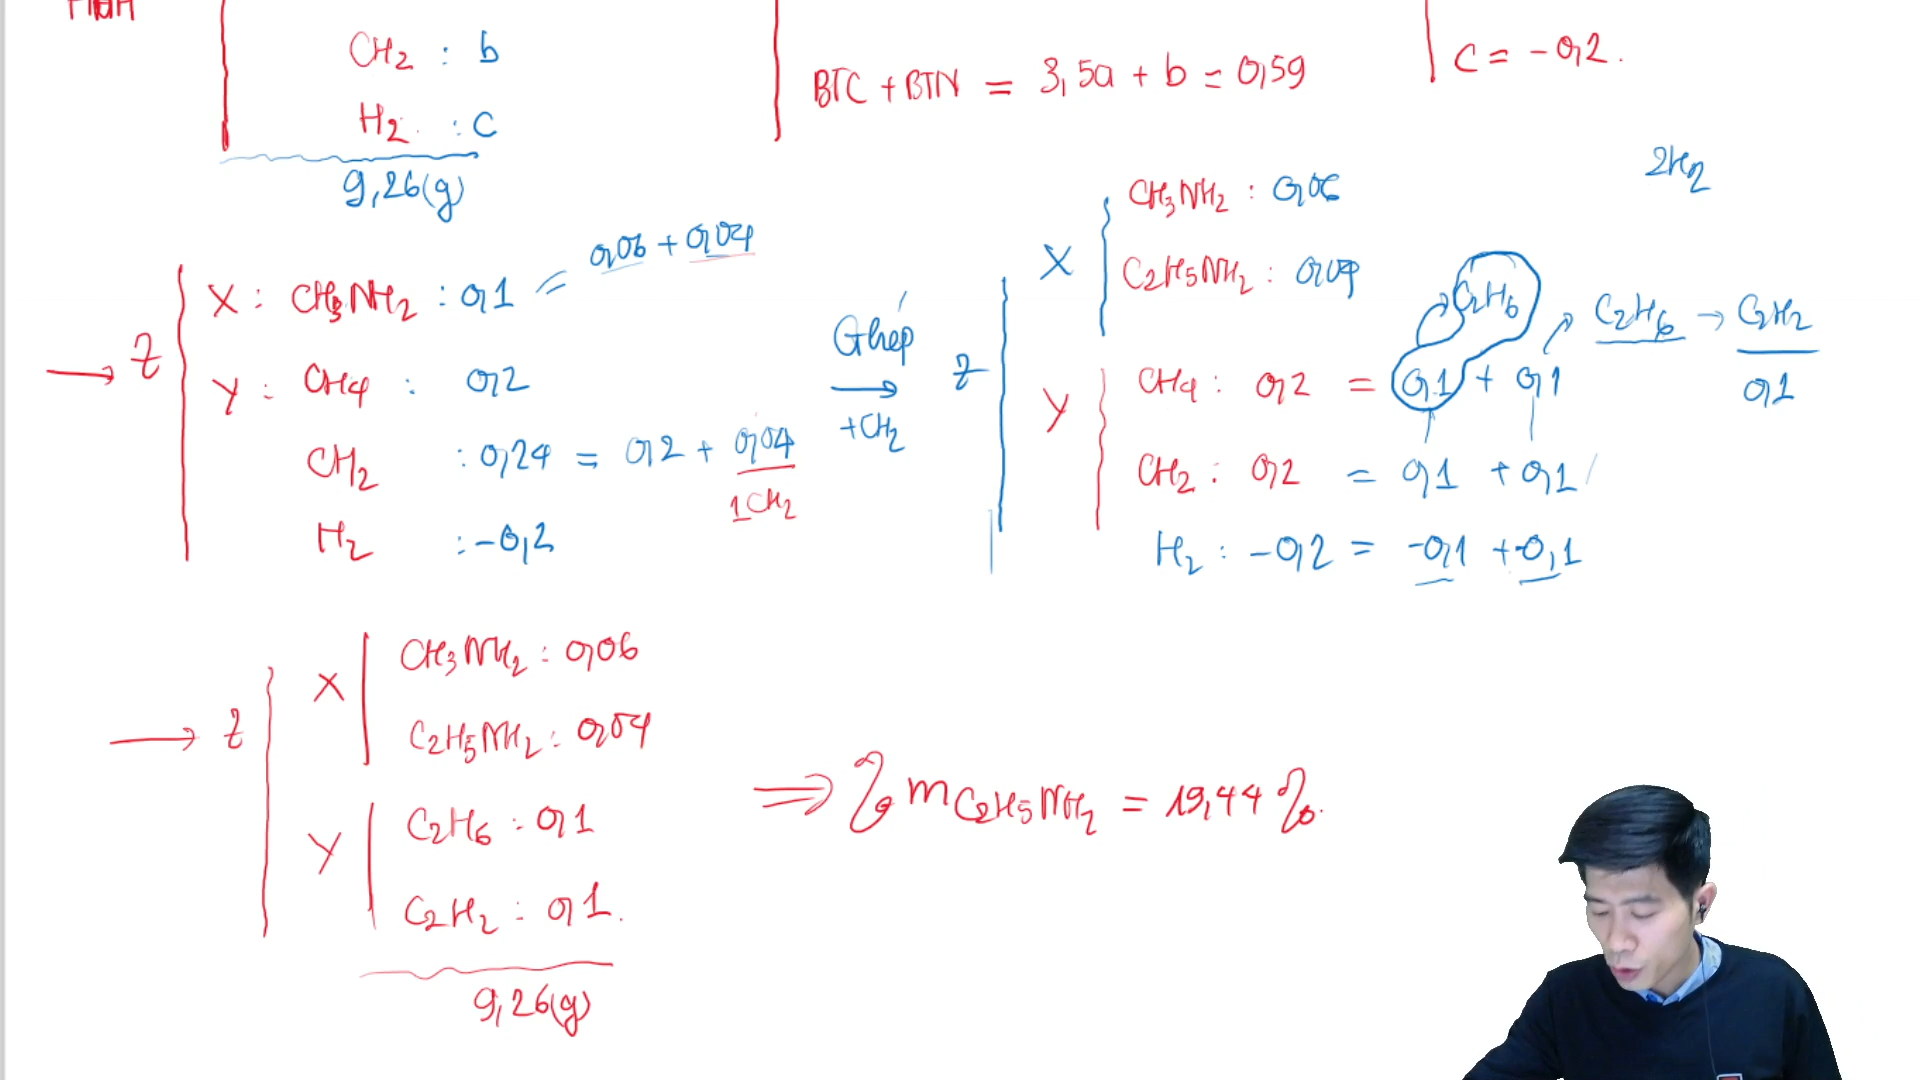 CH2 : b
H2 : c
9,26(g)
BTC + BTN = 3,5a + b = 0,59
c = -0,2.
2H2
→ Z
X : CH3NH2 : 0,1 = 0,06 + 0,04
Y : CH4 : 0,2
CH2 : 0,24 = 0,2 + 0,04
1CH2
H2 : -0,2
Ghép
→
+CH2
Z
X
CH3NH2 : 0,06
C2H5NH2 : 0,04
Y
CH4 : 0,2 = 0,1 + 0,1
C2H6
C2H6 → C2H2
0,1
CH2 : 0,2 = 0,1 + 0,1
H2 : -0,2 = -0,1 + -0,1
→ Z
X
CH3NH2 : 0,06
C2H5NH2 : 0,04
Y
C2H6 : 0,1
C2H2 : 0,1.
9,26(g)
⇒ % m C2H5NH2 = 19,44 %.